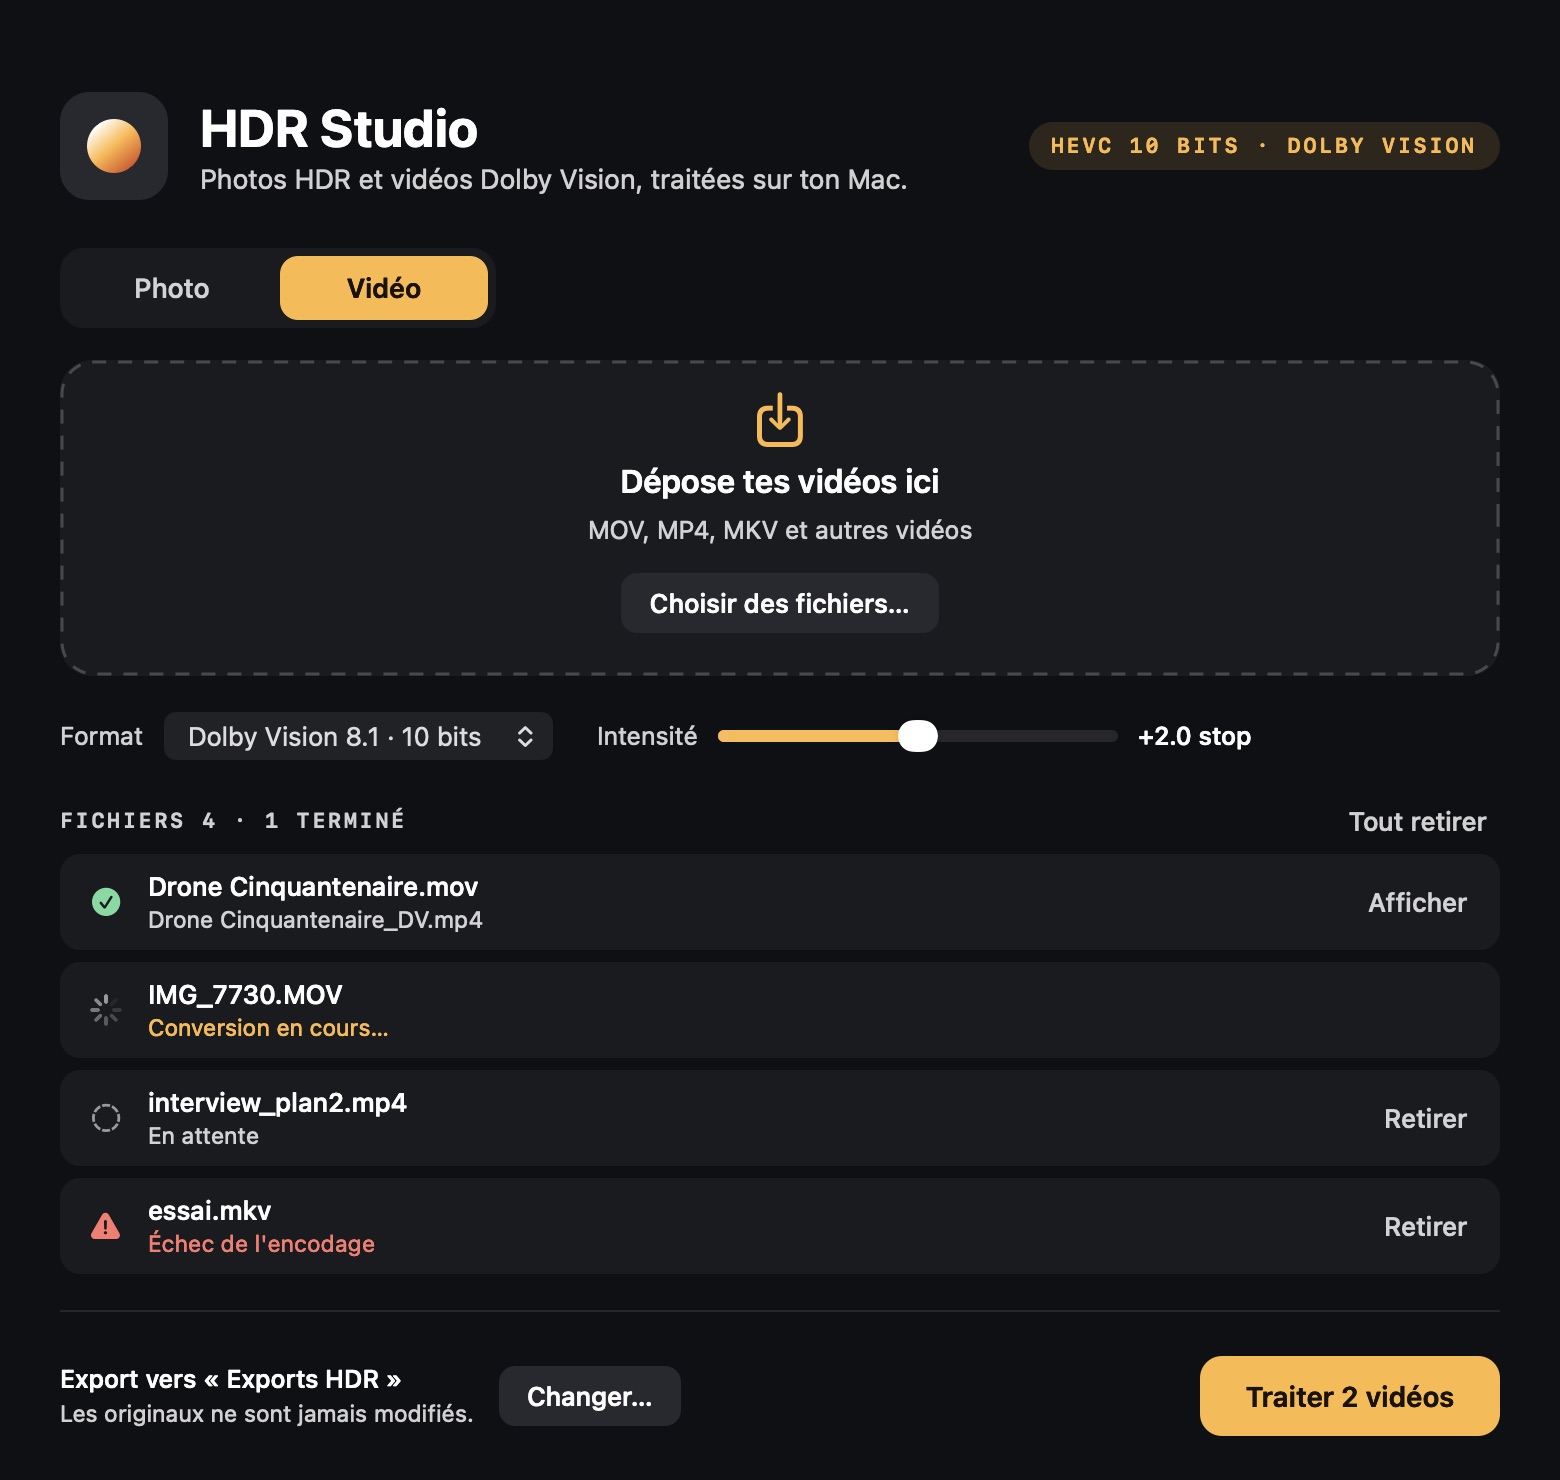 HDR Studio
Photos HDR et vidéos Dolby Vision, traitées sur ton Mac.
HEVC 10 BITS · DOLBY VISION
Photo
Vidéo
Dépose tes vidéos ici
MOV, MP4, MKV et autres vidéos
Choisir des fichiers...
Format
Dolby Vision 8.1 · 10 bits
Intensité
+2.0 stop
FICHIERS 4 · 1 TERMINÉ
Tout retirer
Drone Cinquantenaire.mov
Drone Cinquantenaire_DV.mp4
Afficher
IMG_7730.MOV
Conversion en cours...
interview_plan2.mp4
En attente
Retirer
essai.mkv
Échec de l'encodage
Retirer
Export vers « Exports HDR »
Les originaux ne sont jamais modifiés.
Changer...
Traiter 2 vidéos